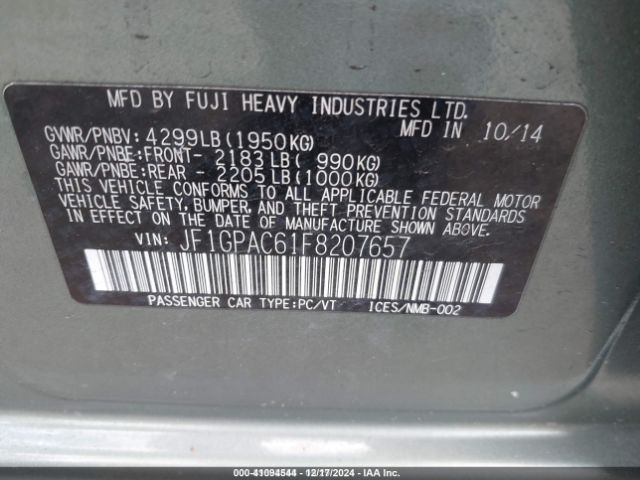 MFD BY FUJI HEAVY INDUSTRIES LTD.
MFD IN 10/14
GVWR/PNBV: 4299LB(1950KG)
GAWR/PNBE:FRONT- 2183LB( 990KG)
GAWR/PNBE:REAR - 2205LB(1000KG)
THIS VEHICLE CONFORMS TO ALL APPLICABLE FEDERAL MOTOR
VEHICLE SAFETY, BUMPER, AND THEFT PREVENTION STANDARDS
IN EFFECT ON THE DATE OF MANUFACTURE SHOWN ABOVE.
VIN: JF1GPAC61F8207657
PASSENGER CAR TYPE:PC/VT ICES/NMB-002
000-41094544 - 12/17/2024 - IAA Inc.